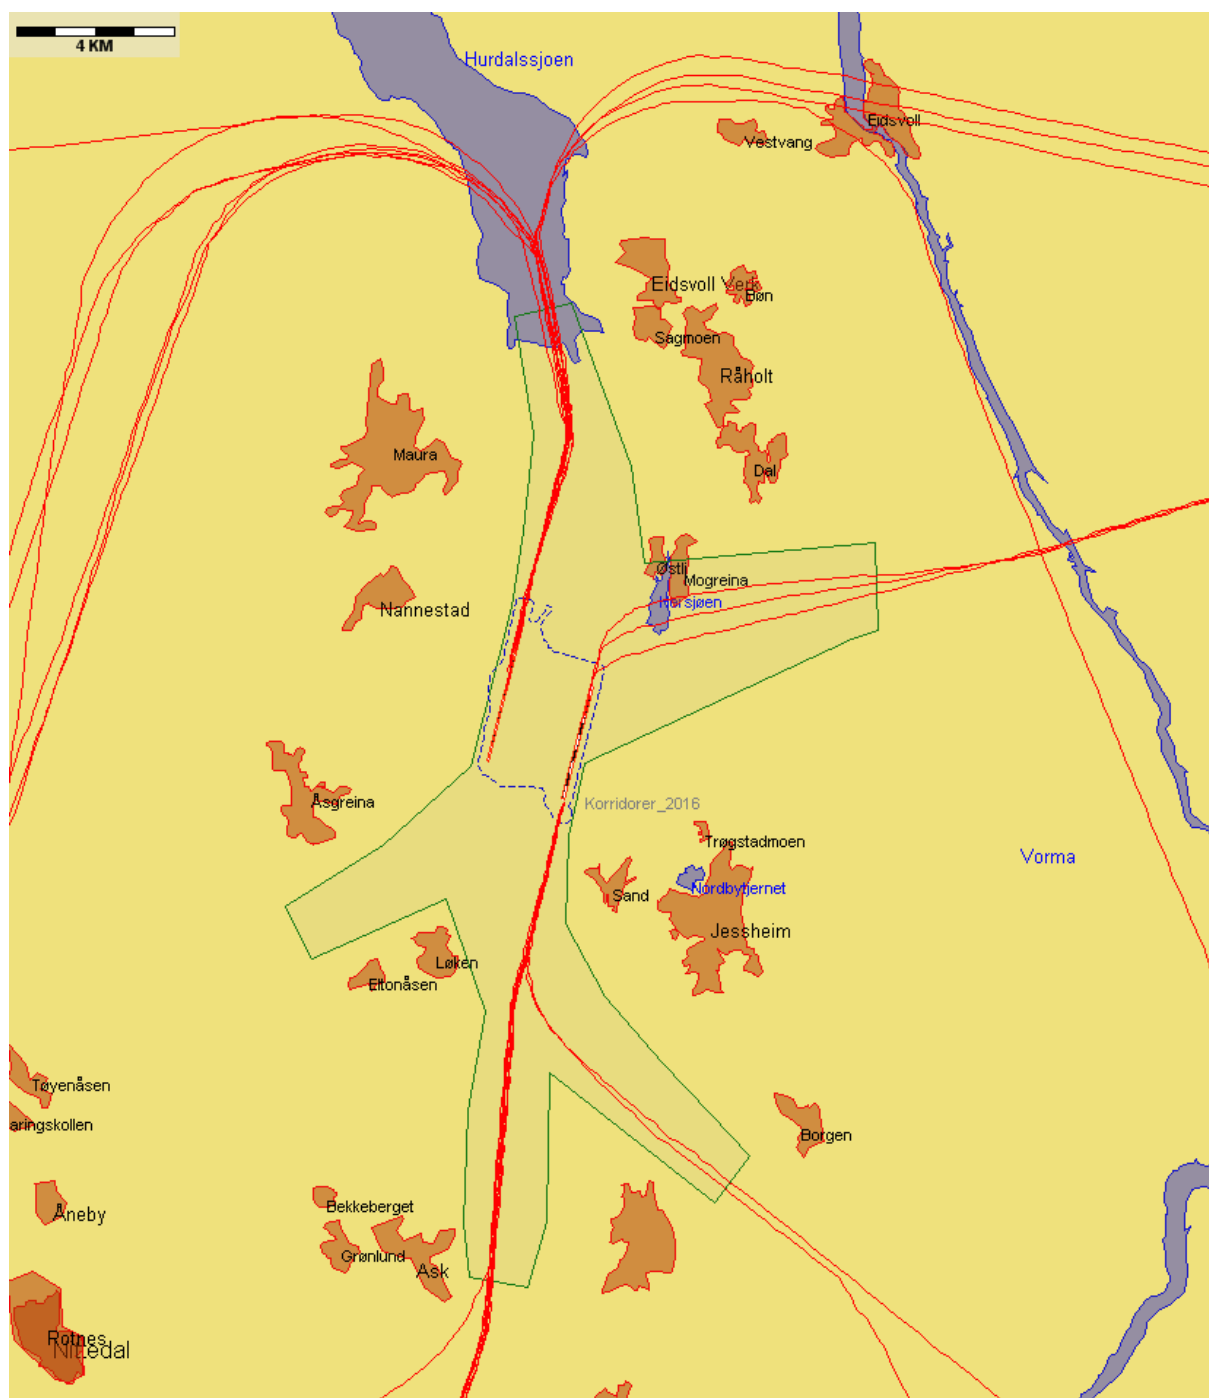 4 KM
Hurdalssjoen
Eidsvoll
Vestvang
Eidsvoll Verk
Bøn
Sagmoen
Råholt
Maura
Dal
Østli
Mogreina
Hersjøen
Nannestad
Åsgreina
Korridorer_2016
Trøgstadmoen
Vorma
Nordbytjernet
Sand
Jessheim
Løken
Eltonåsen
Tøyenåsen
aringskollen
Borgen
Bekkeberget
Åneby
Grønlund
Ask
Rotnes
Nittedal